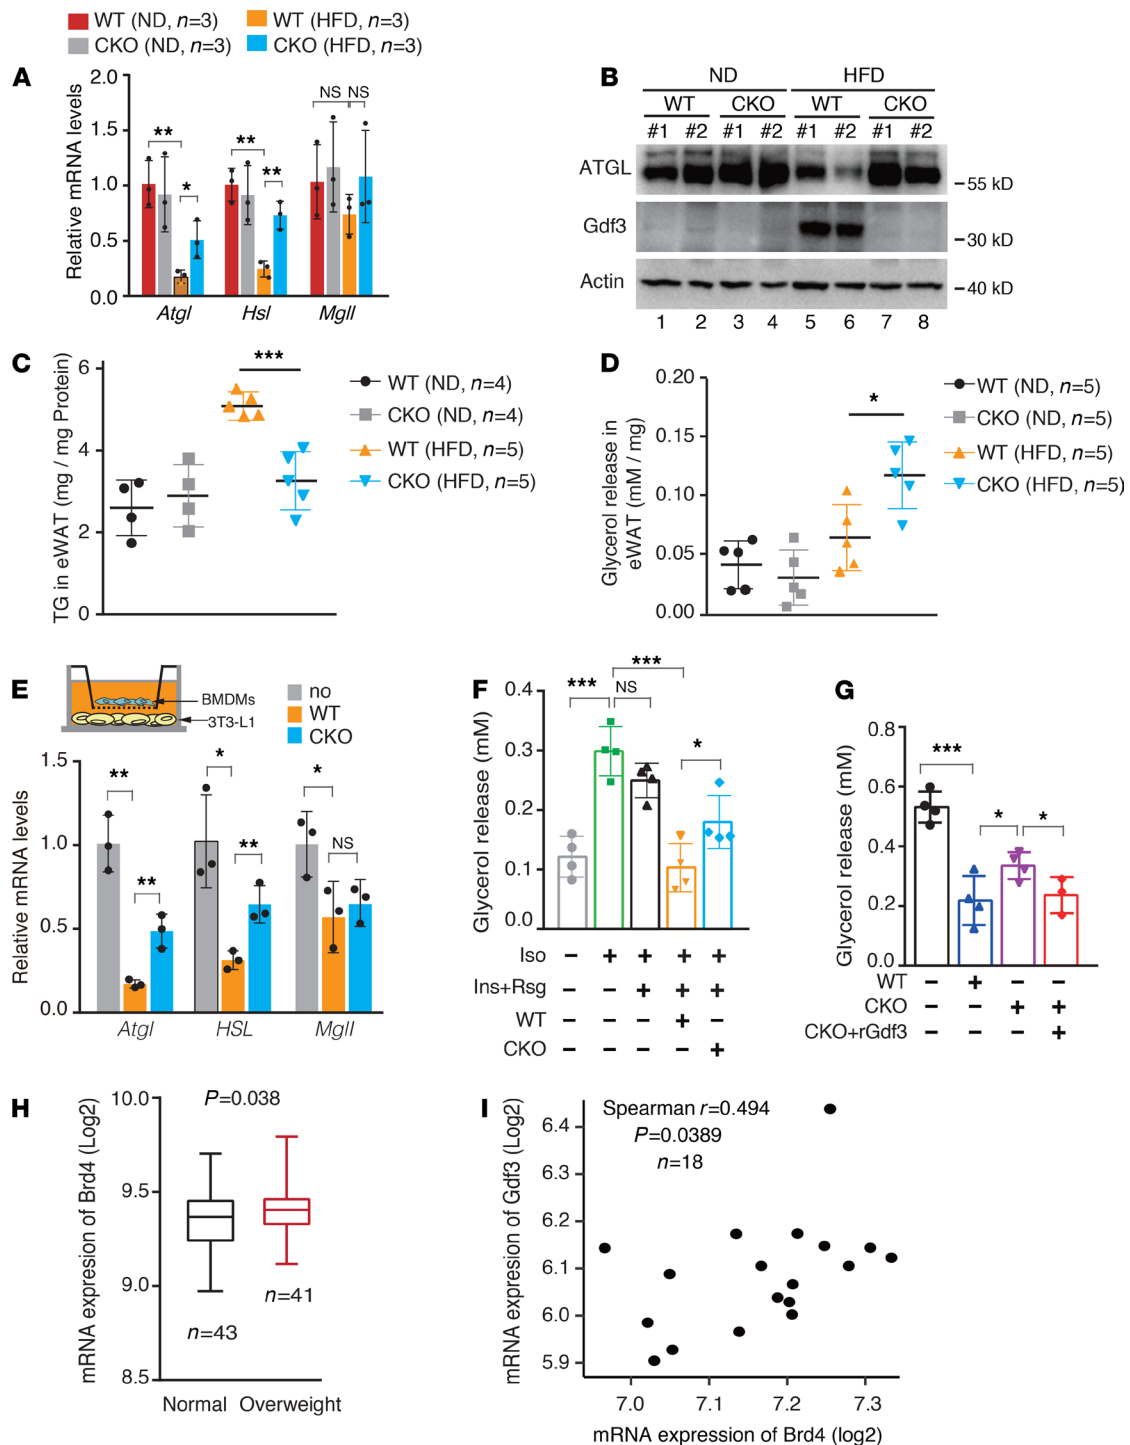 WT (ND, n=3)
WT (HFD, n=3)
CKO (ND, n=3)
CKO (HFD, n=3)
A
Relative mRNA levels
2.0
1.5
1.0
0.5
0.0
** * ** ** NS NS
Atgl Hsl Mgll
B
ND HFD
WT CKO WT CKO
#1 #2 #1 #2 #1 #2 #1 #2
ATGL
55 kD
Gdf3
30 kD
Actin
40 kD
1 2 3 4 5 6 7 8
C
TG in eWAT (mg / mg Protein)
6
4
2
0
***
WT (ND, n=4)
CKO (ND, n=4)
WT (HFD, n=5)
CKO (HFD, n=5)
D
Glycerol release in
eWAT (mM / mg)
0.20
0.15
0.10
0.05
0.00
*
WT (ND, n=5)
CKO (ND, n=5)
WT (HFD, n=5)
CKO (HFD, n=5)
E
BMDMs
3T3-L1
no
WT
CKO
Relative mRNA levels
1.5
1.0
0.5
0.0
** ** * ** * NS
Atgl HSL Mgll
F
Glycerol release (mM)
0.4
0.3
0.2
0.1
0.0
*** *** NS *
Iso − + + + +
Ins+Rsg − − + + +
WT − − − + −
CKO − − − − +
G
Glycerol release (mM)
0.8
0.6
0.4
0.2
0.0
*** * *
WT − + − −
CKO − − + +
CKO+rGdf3 − − − +
H
mRNA expresion of Brd4 (Log2)
10.0
9.5
9.0
8.5
P=0.038
n=43
n=41
Normal Overweight
I
mRNA expression of Gdf3 (Log2)
6.4
6.3
6.2
6.1
6.0
5.9
Spearman r=0.494
P=0.0389
n=18
7.0 7.1 7.2 7.3
mRNA expression of Brd4 (log2)